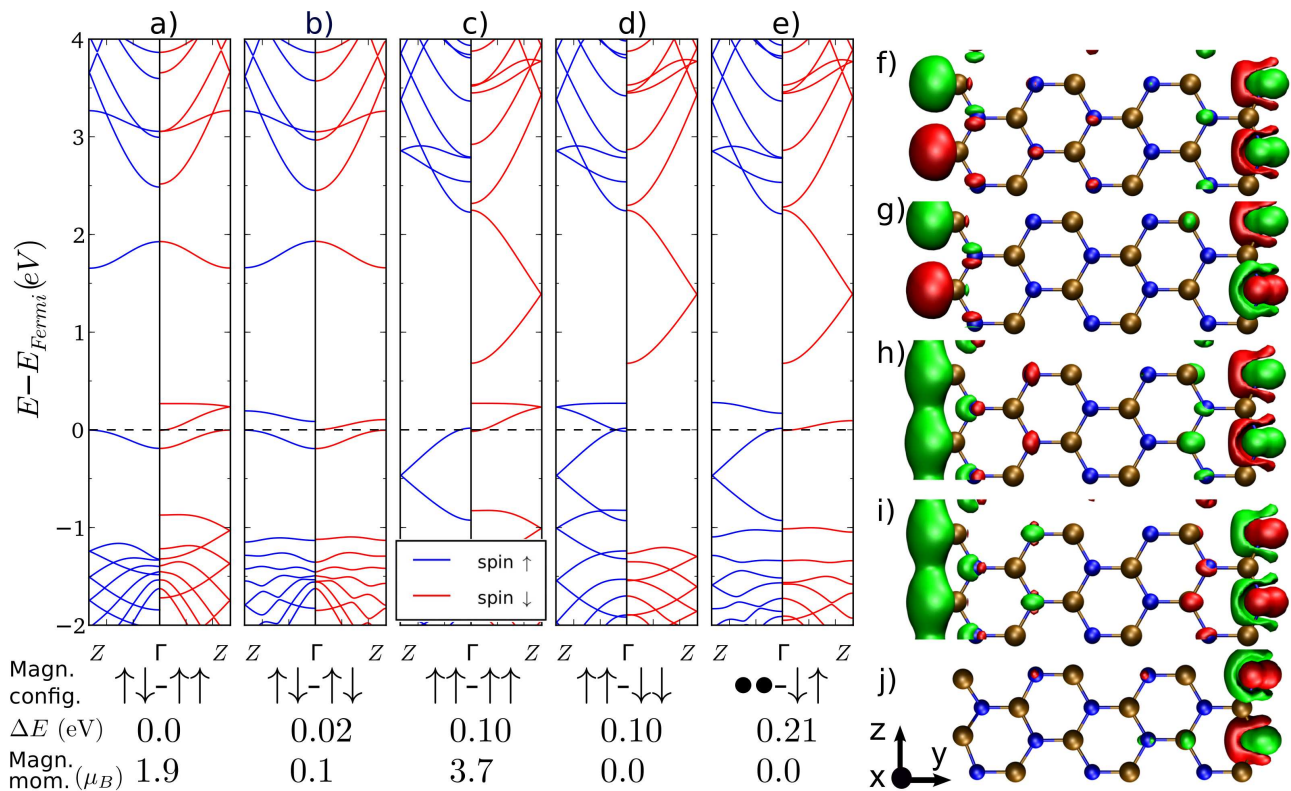 a) b) c) d) e)
E−E_Fermi(eV)
4
3
2
1
0
−1
−2
spin ↑
spin ↓
Z Γ Z Z Γ Z Z Γ Z Z Γ Z Z Γ Z
Magn. config. ↑↓-↑↑ ↑↓-↑↓ ↑↑-↑↑ ↑↑-↓↓ ●●-↓↑
ΔE (eV) 0.0 0.02 0.10 0.10 0.21
Magn. mom. (μ_B) 1.9 0.1 3.7 0.0 0.0
f)
g)
h)
i)
j)
z
y
x